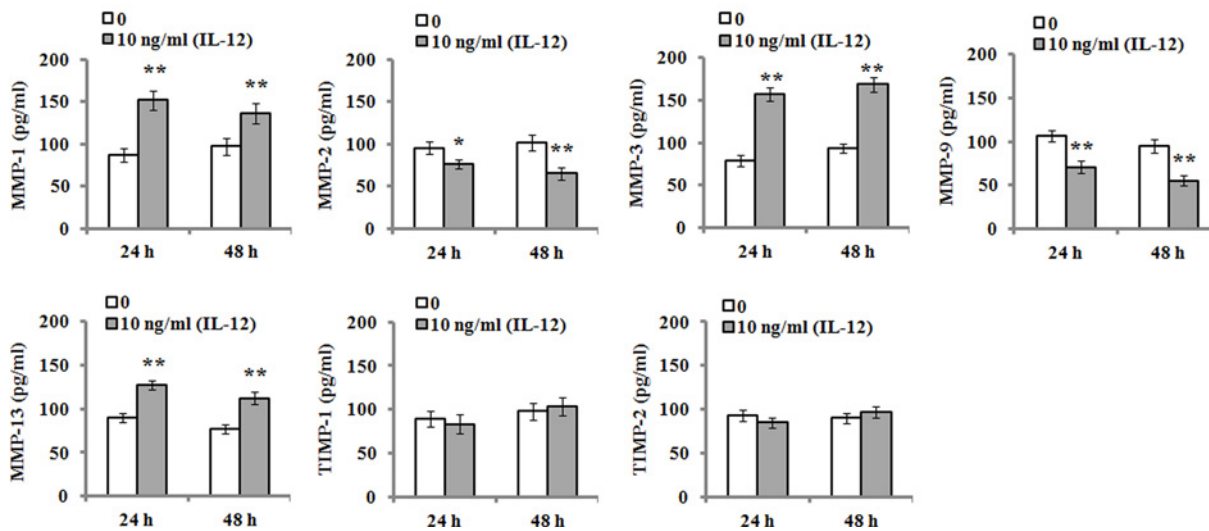 0
10 ng/ml (IL-12)
MMP-1 (pg/ml)
200
150
100
50
0
**
**
24 h
48 h
0
10 ng/ml (IL-12)
MMP-2 (pg/ml)
200
150
100
50
0
*
**
24 h
48 h
0
10 ng/ml (IL-12)
MMP-3 (pg/ml)
200
150
100
50
0
**
**
24 h
48 h
0
10 ng/ml (IL-12)
MMP-9 (pg/ml)
200
150
100
50
0
**
**
24 h
48 h
0
10 ng/ml (IL-12)
MMP-13 (pg/ml)
200
150
100
50
0
**
**
24 h
48 h
0
10 ng/ml (IL-12)
TIMP-1 (pg/ml)
200
150
100
50
0
24 h
48 h
0
10 ng/ml (IL-12)
TIMP-2 (pg/ml)
200
150
100
50
0
24 h
48 h